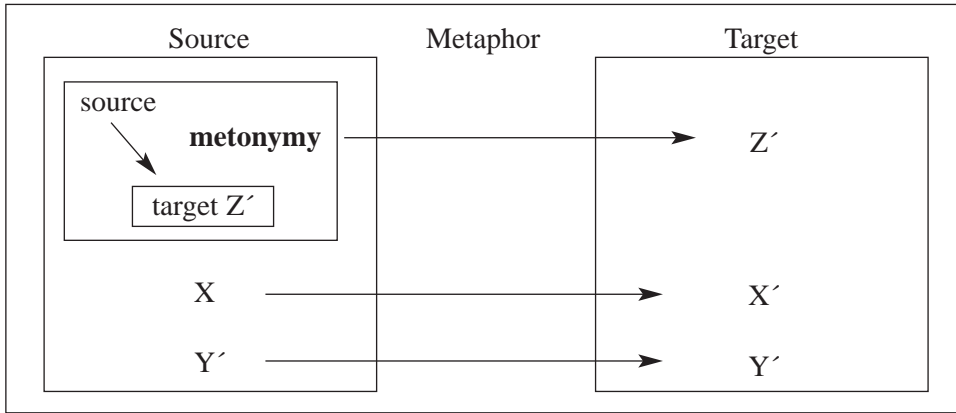 Source Metaphor Target
source
metonymy Z´
target Z´
X X´
Y´ Y´